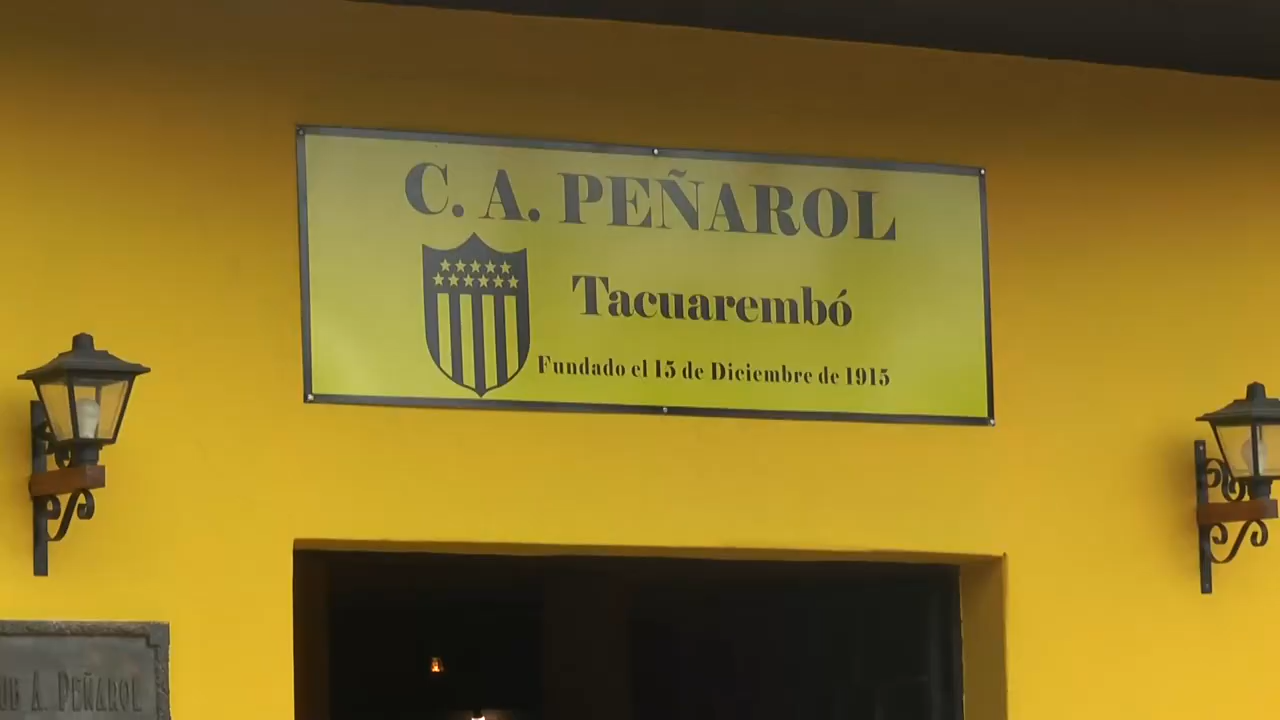 C. A. PEÑAROL
Tacuarembó
Fundado el 15 de Diciembre de 1915
A. PEÑAROL